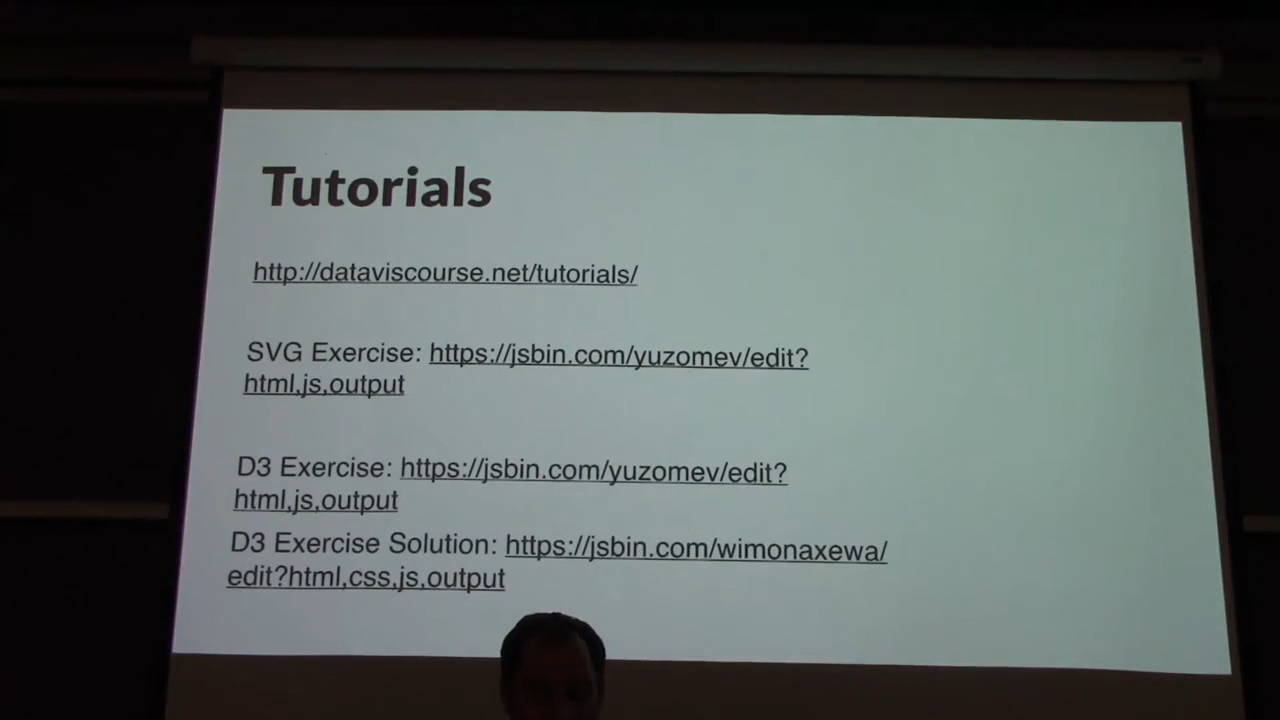 Tutorials
http://dataviscourse.net/tutorials/
SVG Exercise: https://jsbin.com/yuzomev/edit?
html,js,output
D3 Exercise: https://jsbin.com/yuzomev/edit?
html,js,output
D3 Exercise Solution: https://jsbin.com/wimonaxewa/
edit?html,css,js,output